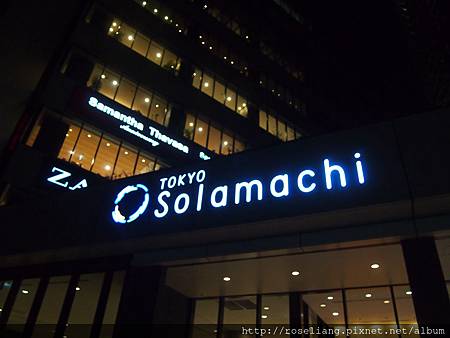 Samantha Thavasa
ZA
TOKYO
Solamachi
http://roseliang.pixnet.net/album